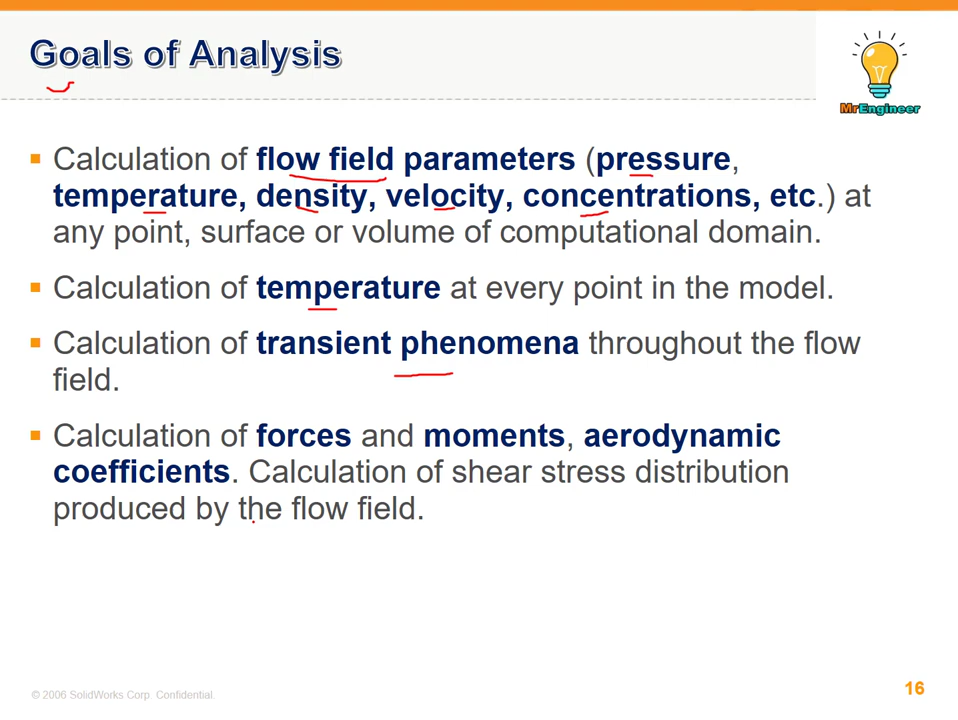 Goals of Analysis
MrEngineer
▪ Calculation of flow field parameters (pressure,
temperature, density, velocity, concentrations, etc.) at
any point, surface or volume of computational domain.
▪ Calculation of temperature at every point in the model.
▪ Calculation of transient phenomena throughout the flow
field.
▪ Calculation of forces and moments, aerodynamic
coefficients. Calculation of shear stress distribution
produced by the flow field.
© 2006 SolidWorks Corp. Confidential
16